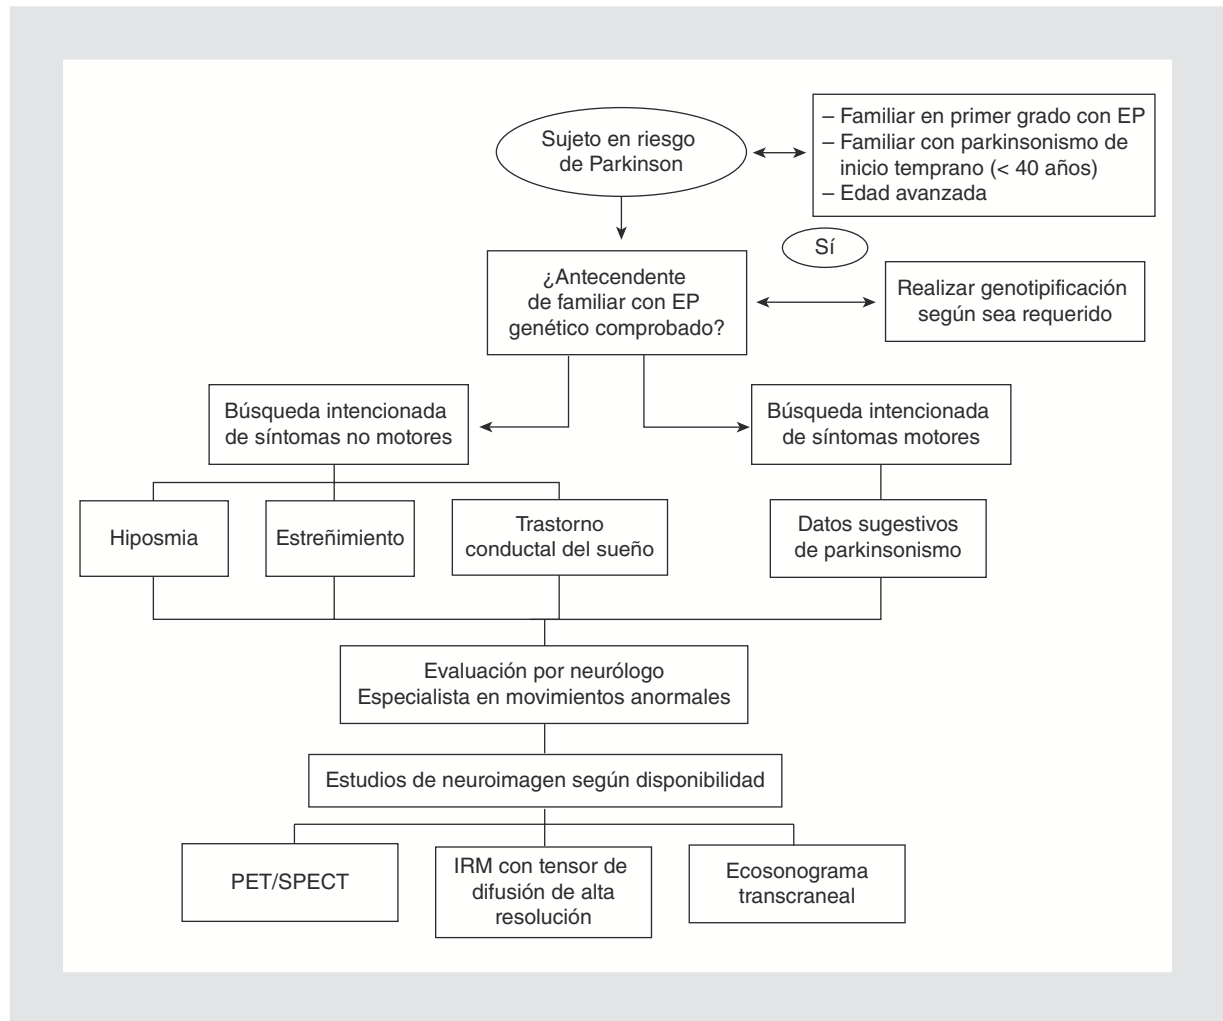 Sujeto en riesgo
de Parkinson
– Familiar en primer grado con EP
– Familiar con parkinsonismo de
inicio temprano (< 40 años)
– Edad avanzada
Sí
¿Antecendente
de familiar con EP
genético comprobado?
Realizar genotipificación
según sea requerido
Búsqueda intencionada
de síntomas no motores
Búsqueda intencionada
de síntomas motores
Hiposmia
Estreñimiento
Trastorno
conductal del sueño
Datos sugestivos
de parkinsonismo
Evaluación por neurólogo
Especialista en movimientos anormales
Estudios de neuroimagen según disponibilidad
PET/SPECT
IRM con tensor de
difusión de alta
resolución
Ecosonograma
transcraneal